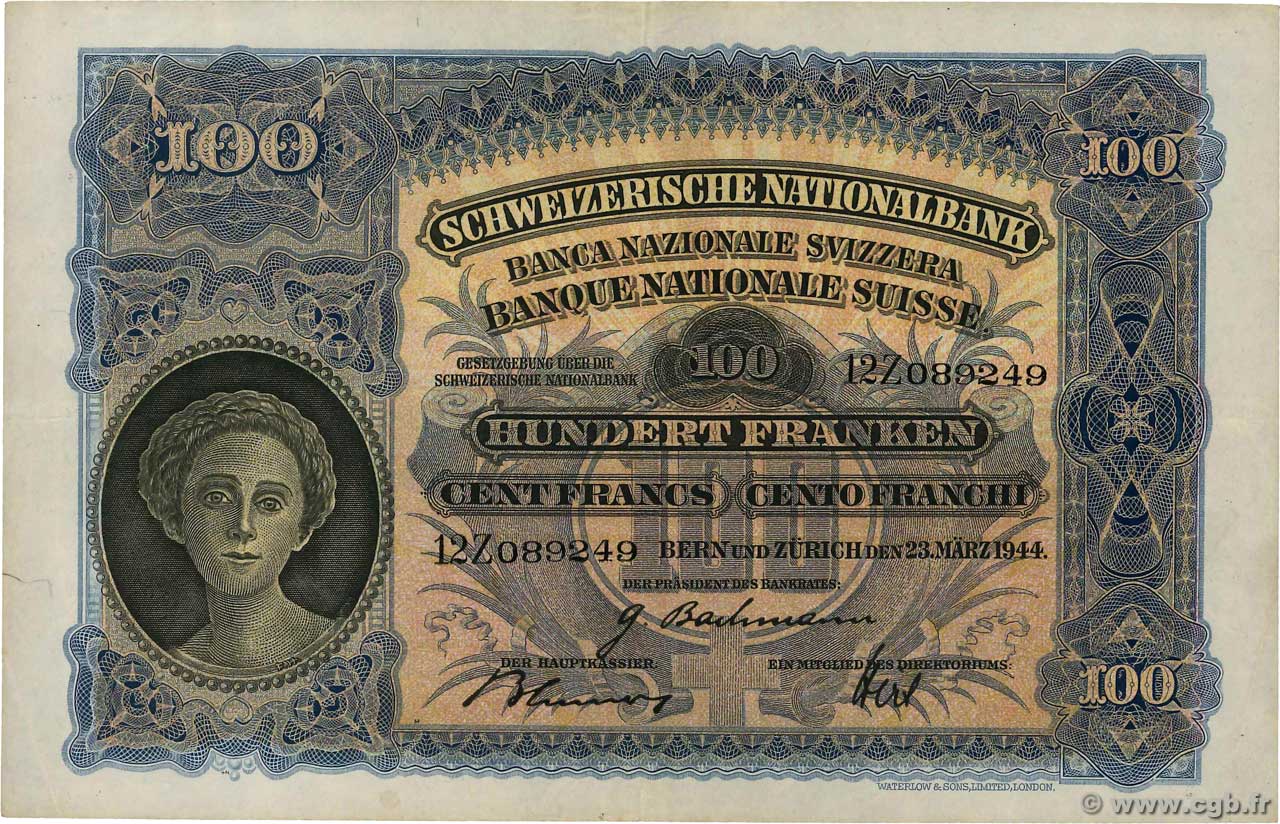 100
100
SCHWEIZERISCHE NATIONALBANK
BANCA NAZIONALE SVIZZERA
BANQUE NATIONALE SUISSE.
GESETZGEBUNG ÜBER DIE
SCHWEIZERISCHE NATIONALBANK
100
12Z089249
HUNDERT FRANKEN
100
CENT FRANCS
CENTO FRANCHI
12Z089249
BERN UND ZÜRICH DEN 23. MÄRZ 1944.
DER PRÄSIDENT DES BANKRATES:
G. Bachmann
DER HAUPTKASSIER:
EIN MITGLIED DES DIREKTORIUMS:
100
WATERLOW & SONS, LIMITED, LONDON.
© www.cgb.fr